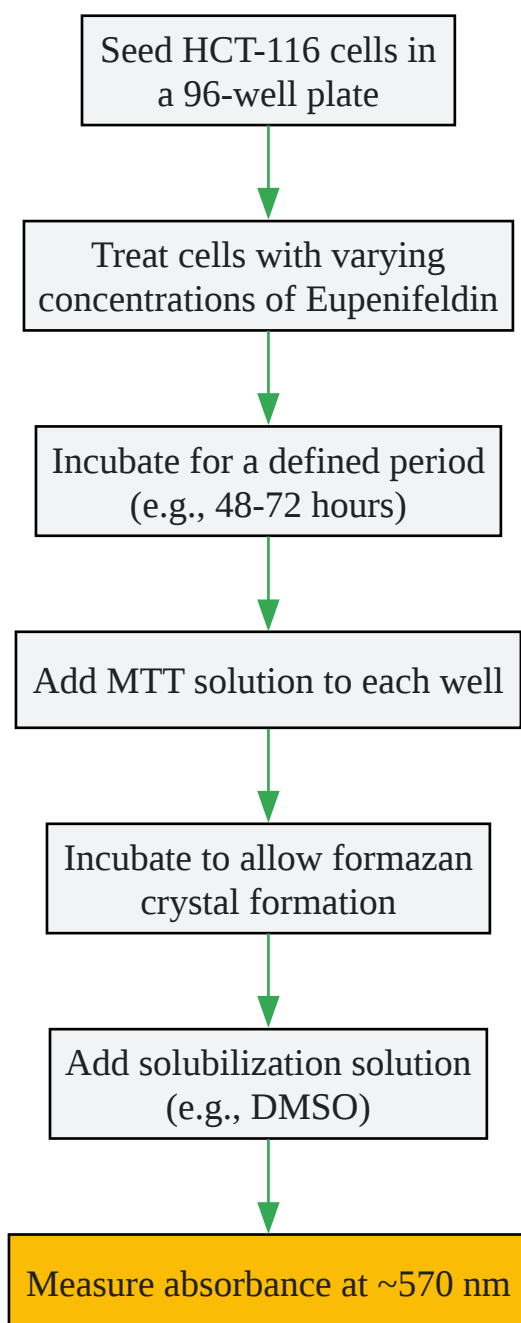 Seed HCT-116 cells in
a 96-well plate
Treat cells with varying
concentrations of Eupenifeldin
Incubate for a defined period
(e.g., 48-72 hours)
Add MTT solution to each well
Incubate to allow formazan
crystal formation
Add solubilization solution
(e.g., DMSO)
Measure absorbance at ~570 nm